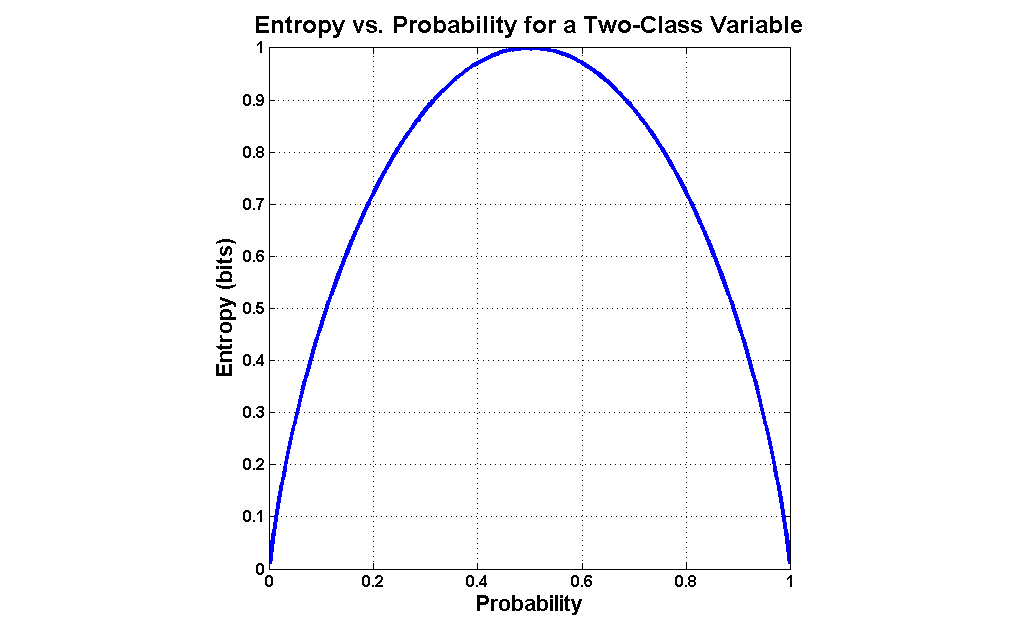 Entropy vs. Probability for a Two-Class Variable
1
0.9
0.8
0.7
0.6
0.5
0.4
0.3
0.2
0.1
0
Entropy (bits)
0 0.2 0.4 0.6 0.8 1
Probability